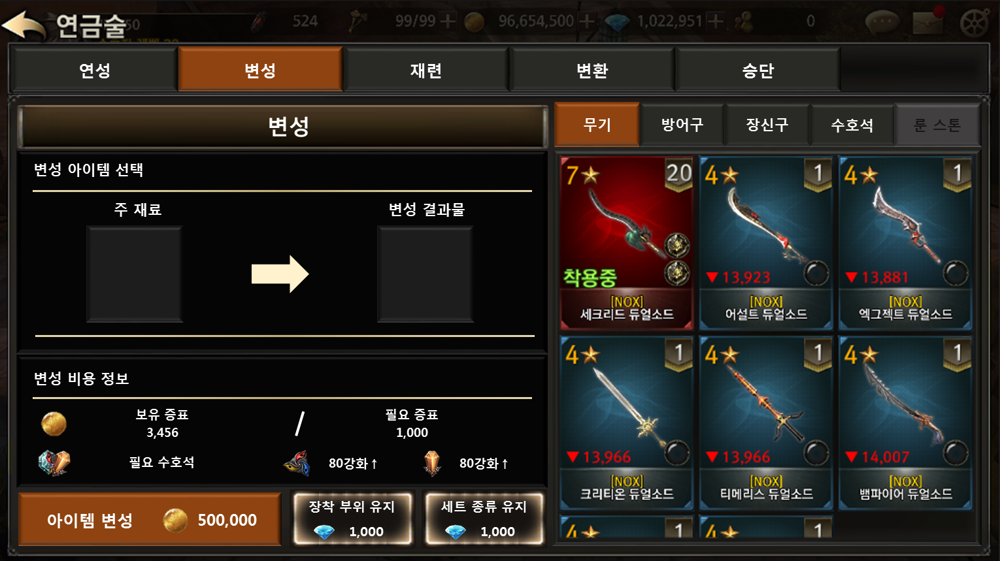 연금술
50
524
99/99
96,654,500
1,022,951
0
연성
변성
재련
변환
승단
변성
변성 아이템 선택
주 재료
변성 결과물
변성 비용 정보
보유 증표
3,456
/
필요 증표
1,000
필요 수호석
80강화↑
80강화↑
아이템 변성
500,000
장착 부위 유지
1,000
세트 종류 유지
1,000
무기
방어구
장신구
수호석
룬 스톤
7
20
착용중
[NOX]
세크리드 듀얼소드
4
1
▼13,923
[NOX]
어설트 듀얼소드
4
1
▼13,881
[NOX]
엑그젝트 듀얼소드
4
1
▼13,966
[NOX]
크리티온 듀얼소드
4
1
▼13,966
[NOX]
티메리스 듀얼소드
4
1
▼14,007
[NOX]
뱀파이어 듀얼소드
4
1
4
1